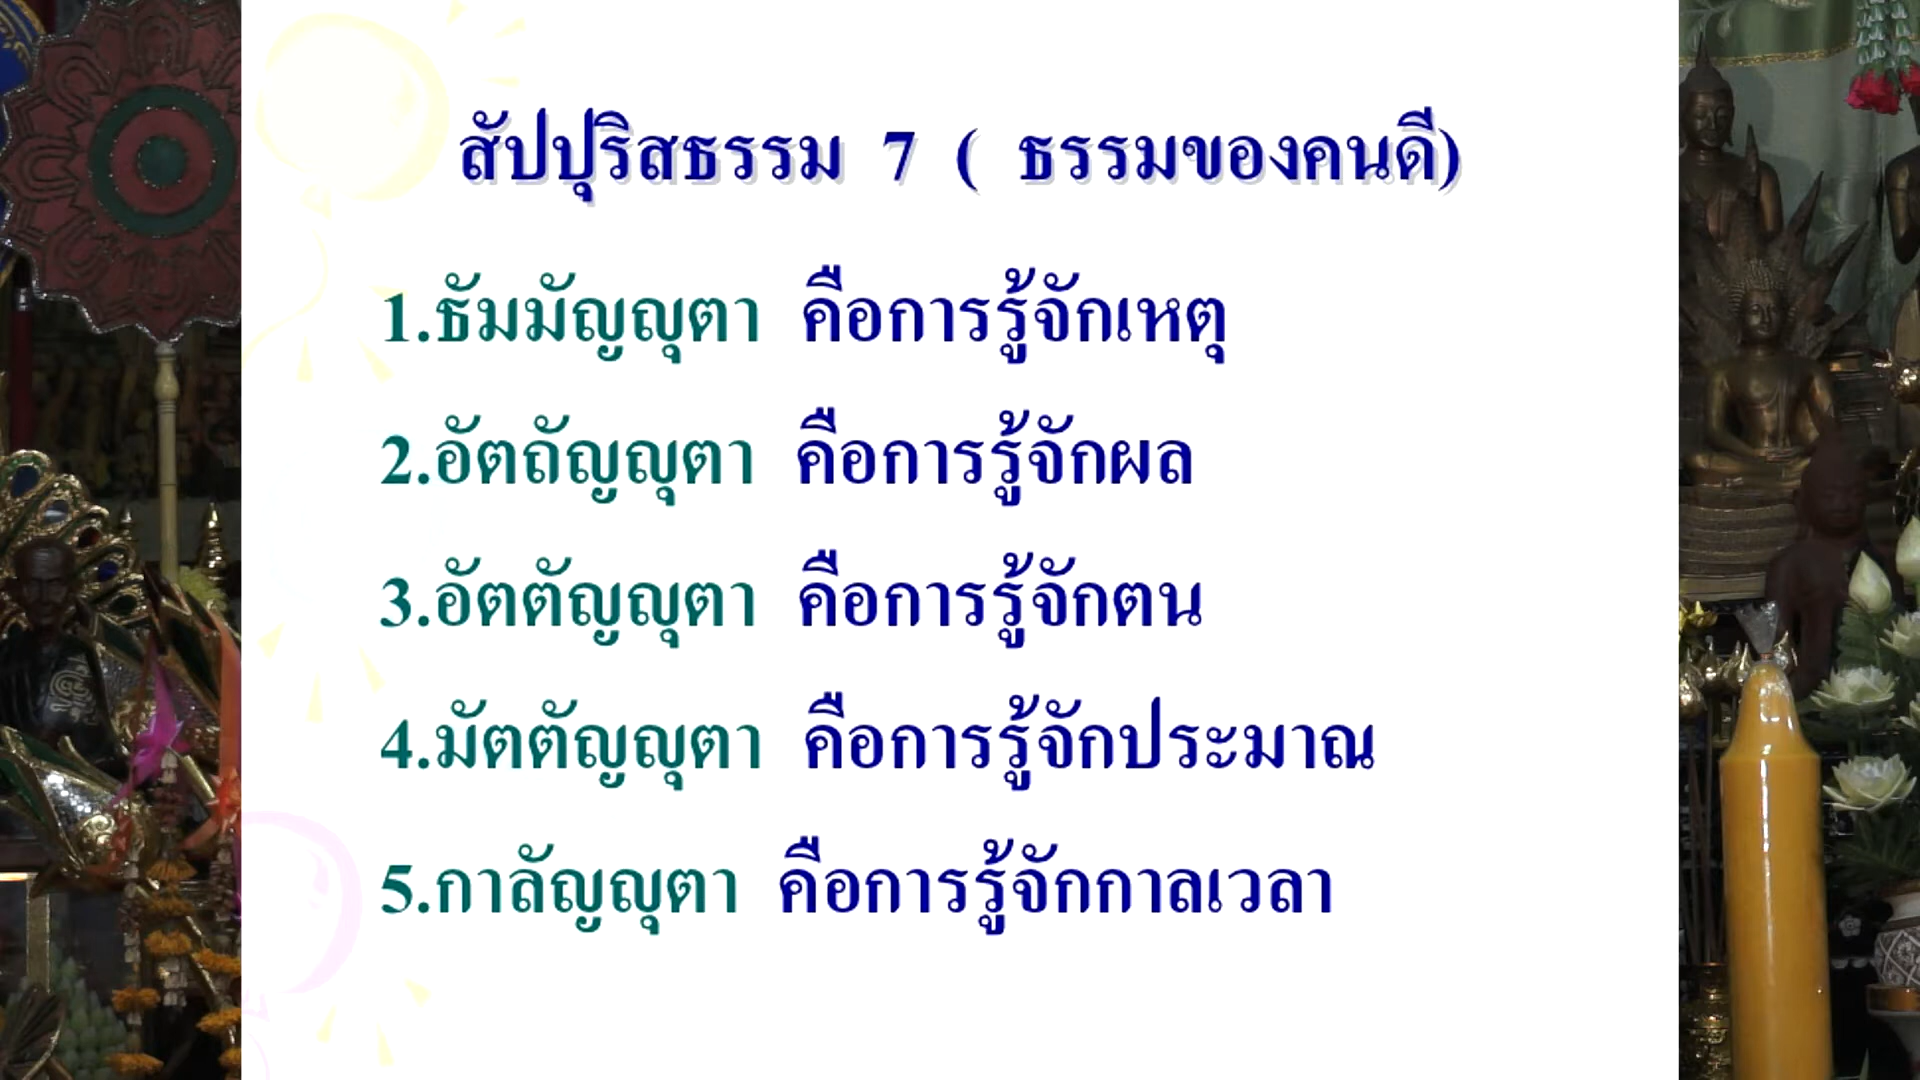 สัปปุริสธรรม 7 ( ธรรมของคนดี)
1.ธัมมัญญุตา คือการรู้จักเหตุ
2.อัตถัญญุตา คือการรู้จักผล
3.อัตตัญญุตา คือการรู้จักตน
4.มัตตัญญุตา คือการรู้จักประมาณ
5.กาลัญญุตา คือการรู้จักกาลเวลา